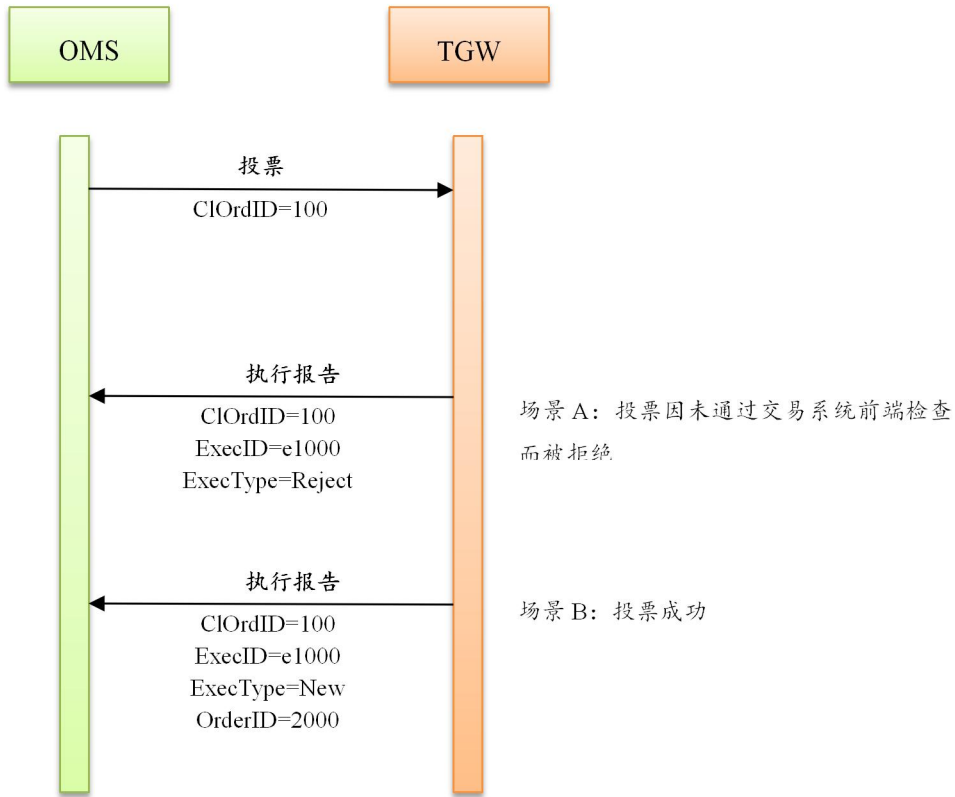 OMS
TGW
投票
ClOrdID=100
执行报告
ClOrdID=100
ExecID=e1000
ExecType=Reject
场景 A：投票因未通过交易系统前端检查
而被拒绝
执行报告
ClOrdID=100
ExecID=e1000
ExecType=New
OrderID=2000
场景 B：投票成功